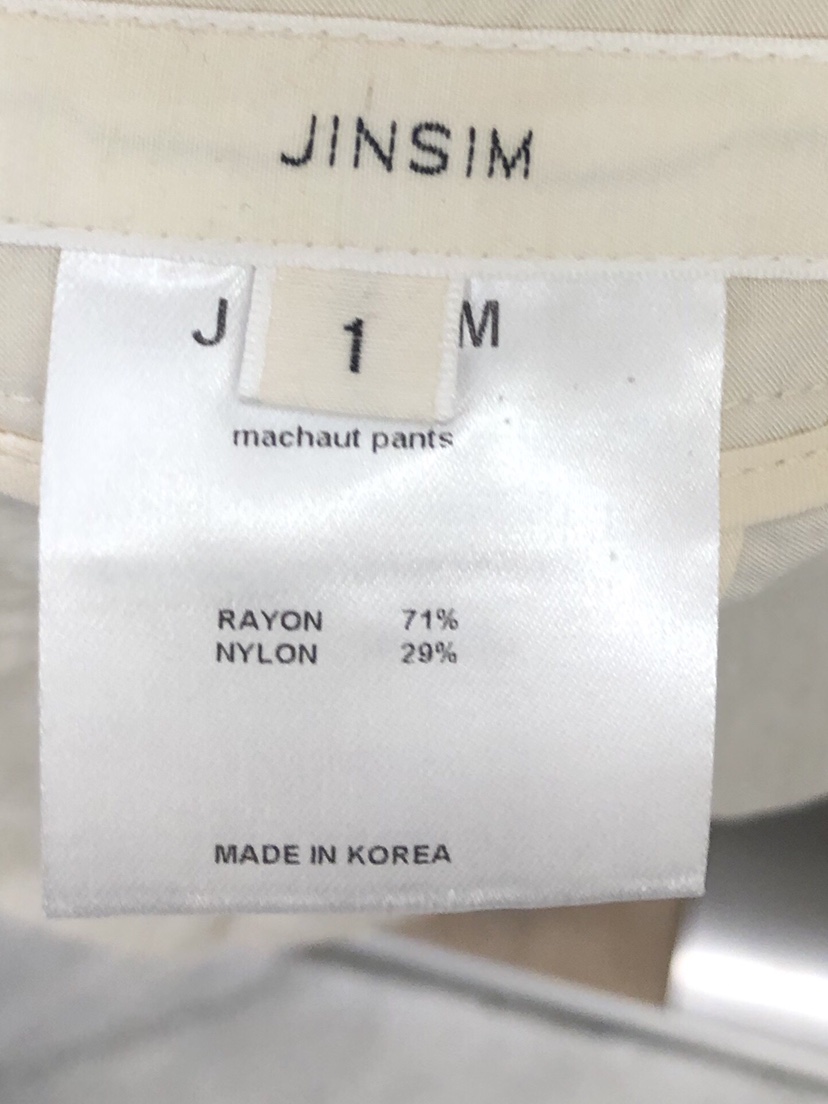 JINSIM
J M
1
machaut pants
RAYON 71%
NYLON 29%
MADE IN KOREA